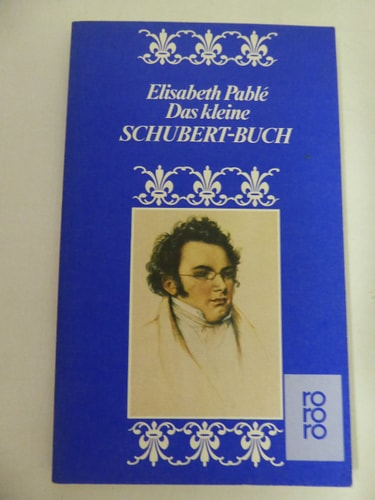 Elisabeth Pablé
Das kleine
SCHUBERT-BUCH
ro
ro
ro